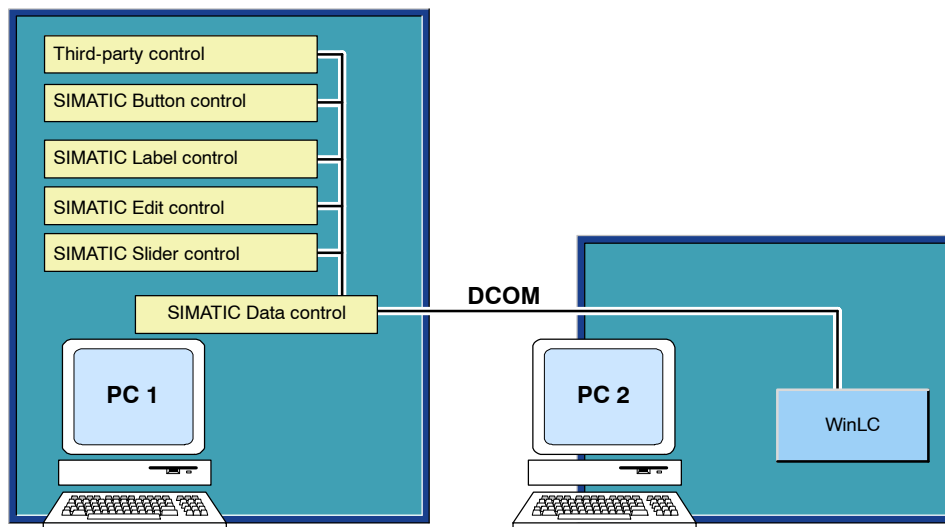 Third-party control
SIMATIC Button control
SIMATIC Label control
SIMATIC Edit control
SIMATIC Slider control
SIMATIC Data control
DCOM
PC 1
PC 2
WinLC